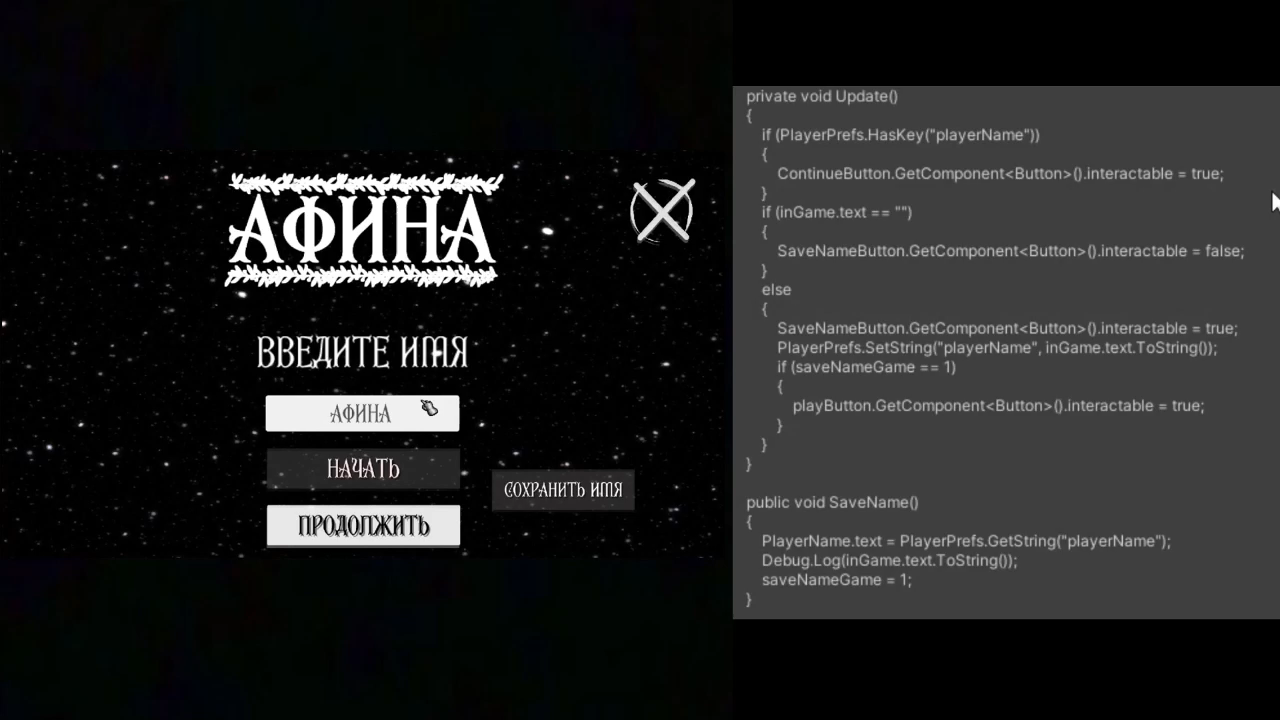 АФИНА
ВВЕДИТЕ ИМЯ
АФИНА
НАЧАТЬ
СОХРАНИТЬ ИМЯ
ПРОДОЛЖИТЬ
private void Update()
{
if (PlayerPrefs.HasKey("playerName"))
{
ContinueButton.GetComponent<Button>().interactable = true;
}
if (inGame.text == "")
{
SaveNameButton.GetComponent<Button>().interactable = false;
}
else
{
SaveNameButton.GetComponent<Button>().interactable = true;
PlayerPrefs.SetString("playerName", inGame.text.ToString());
if (saveNameGame == 1)
{
playButton.GetComponent<Button>().interactable = true;
}
}
}
public void SaveName()
{
PlayerName.text = PlayerPrefs.GetString("playerName");
Debug.Log(inGame.text.ToString());
saveNameGame = 1;
}